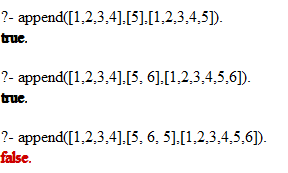 ?- append([1,2,3,4],[5],[1,2,3,4,5]).
true.
?- append([1,2,3,4],[5, 6],[1,2,3,4,5,6]).
true.
?- append([1,2,3,4],[5, 6, 5],[1,2,3,4,5,6]).
false.